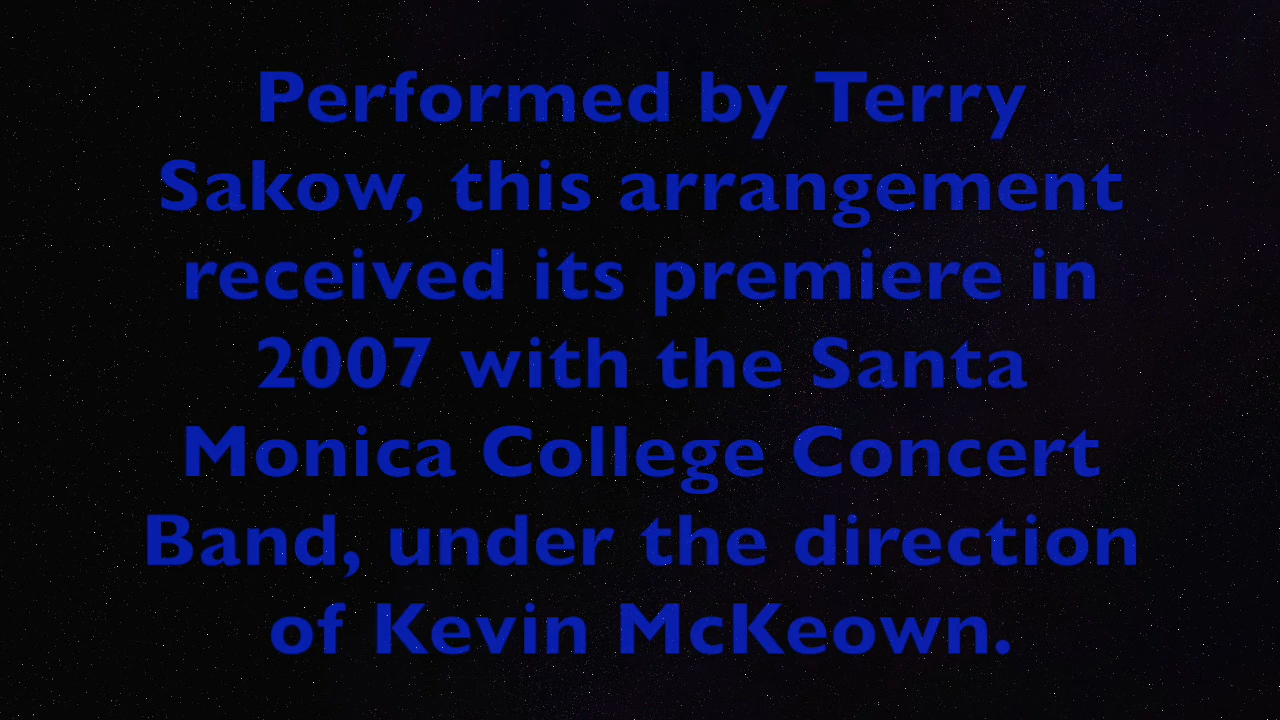 Performed by Terry
Sakow, this arrangement
received its premiere in
2007 with the Santa
Monica College Concert
Band, under the direction
of Kevin McKeown.